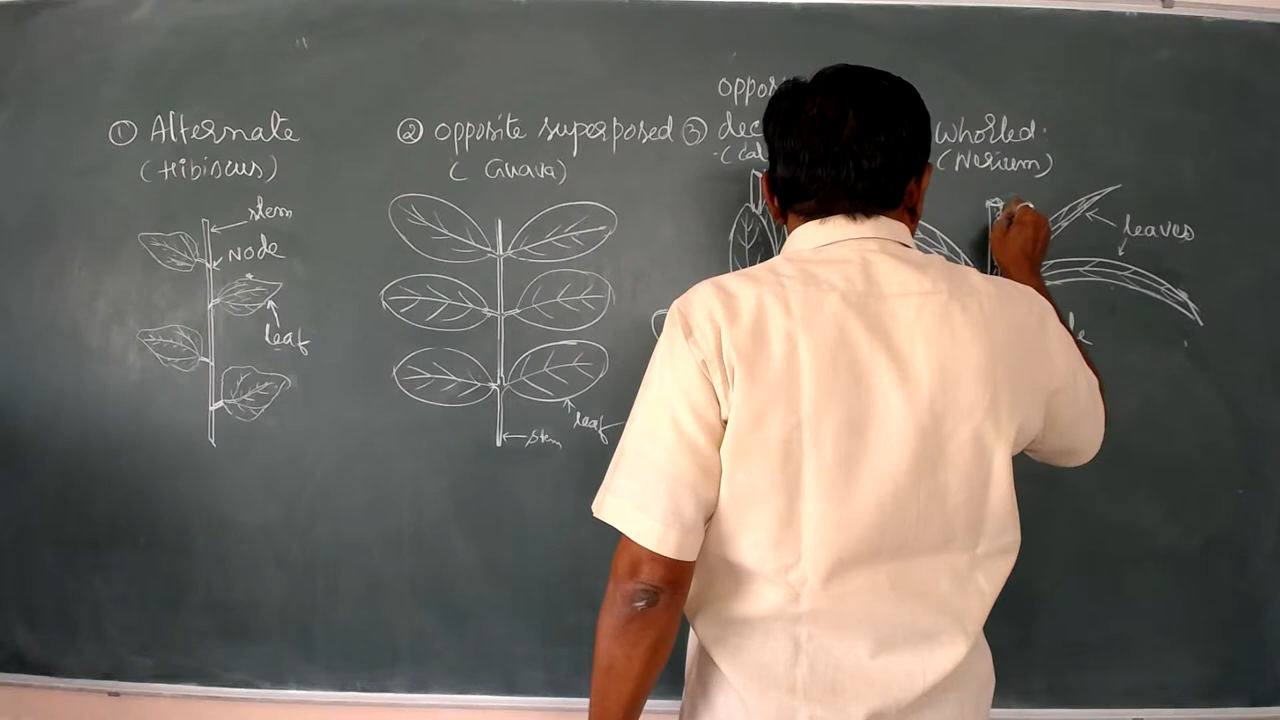 ① Alternate
(Hibiscus)
stem
Node
leaf
② opposite superposed
( Guava)
leaf
stem
③
whorled.
(Nerium)
leaves